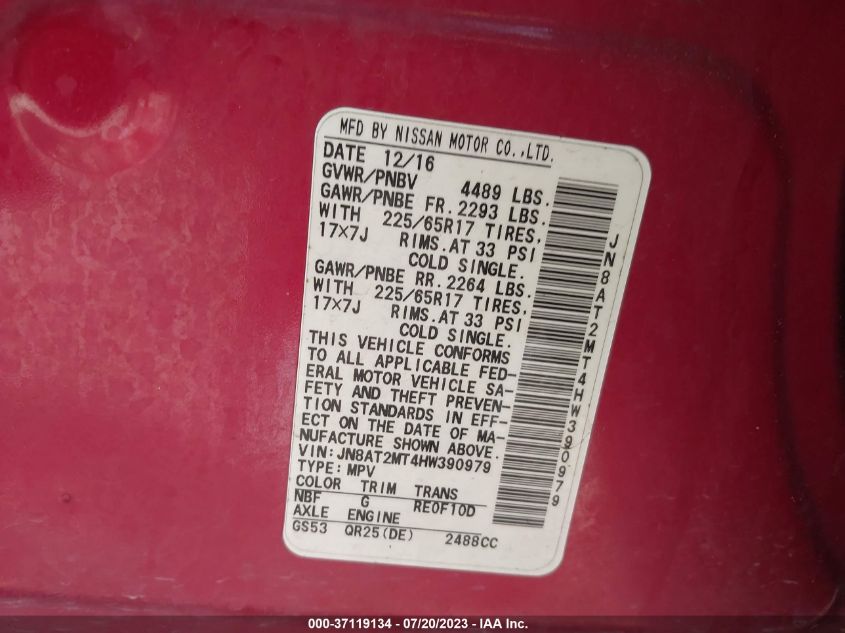 MFD BY NISSAN MOTOR CO.,LTD.
DATE 12/16
GVWR/PNBV 4489 LBS.
GAWR/PNBE FR. 2293 LBS.
WITH 225/65R17 TIRES,
17×7J RIMS. AT 33 PSI
COLD SINGLE.
GAWR/PNBE RR. 2264 LBS.
WITH 225/65R17 TIRES,
17×7J RIMS. AT 33 PSI
COLD SINGLE.
THIS VEHICLE CONFORMS
TO ALL APPLICABLE FED-
ERAL MOTOR VEHICLE SA-
FETY AND THEFT PREVEN-
TION STANDARDS IN EFF-
ECT ON THE DATE OF MA-
NUFACTURE SHOWN ABOVE.
VIN: JN8AT2MT4HW390979
TYPE: MPV
COLOR TRIM TRANS
NBF G RE0F10D
AXLE ENGINE
GS53 QR25(DE) 2488CC
JN8AT2MT4HW390979
000-37119134 - 07/20/2023 - IAA Inc.